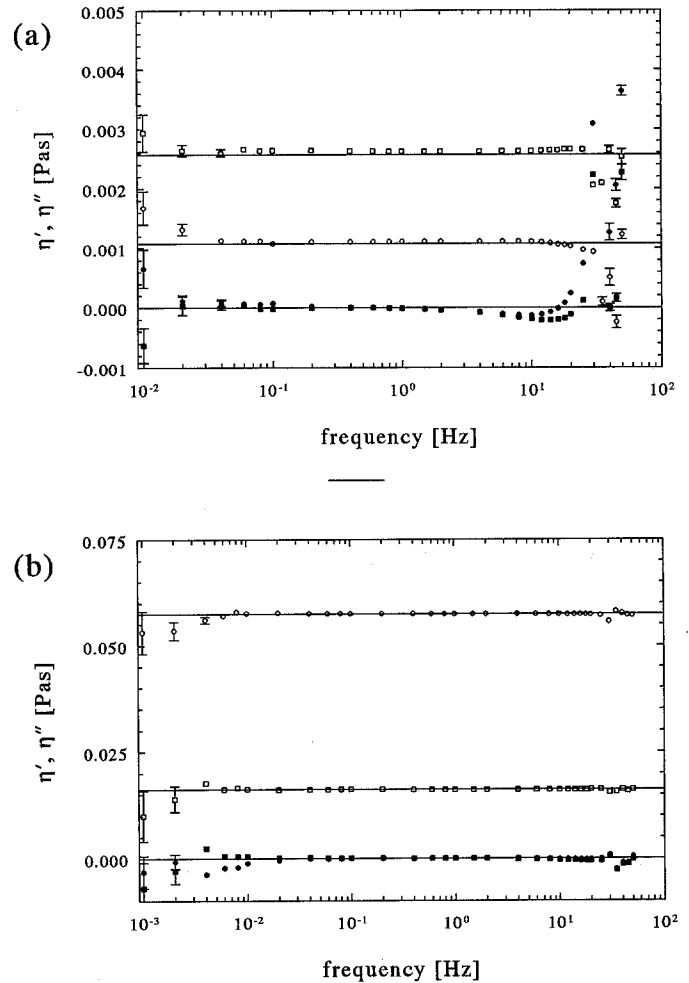 (a)
0.005
0.004
0.003
0.002
0.001
0.000
-0.001
η′, η″ [Pas]
10⁻² 10⁻¹ 10⁰ 10¹ 10²
frequency [Hz]
(b)
0.075
0.050
0.025
0.000
η′, η″ [Pas]
10⁻³ 10⁻² 10⁻¹ 10⁰ 10¹ 10²
frequency [Hz]